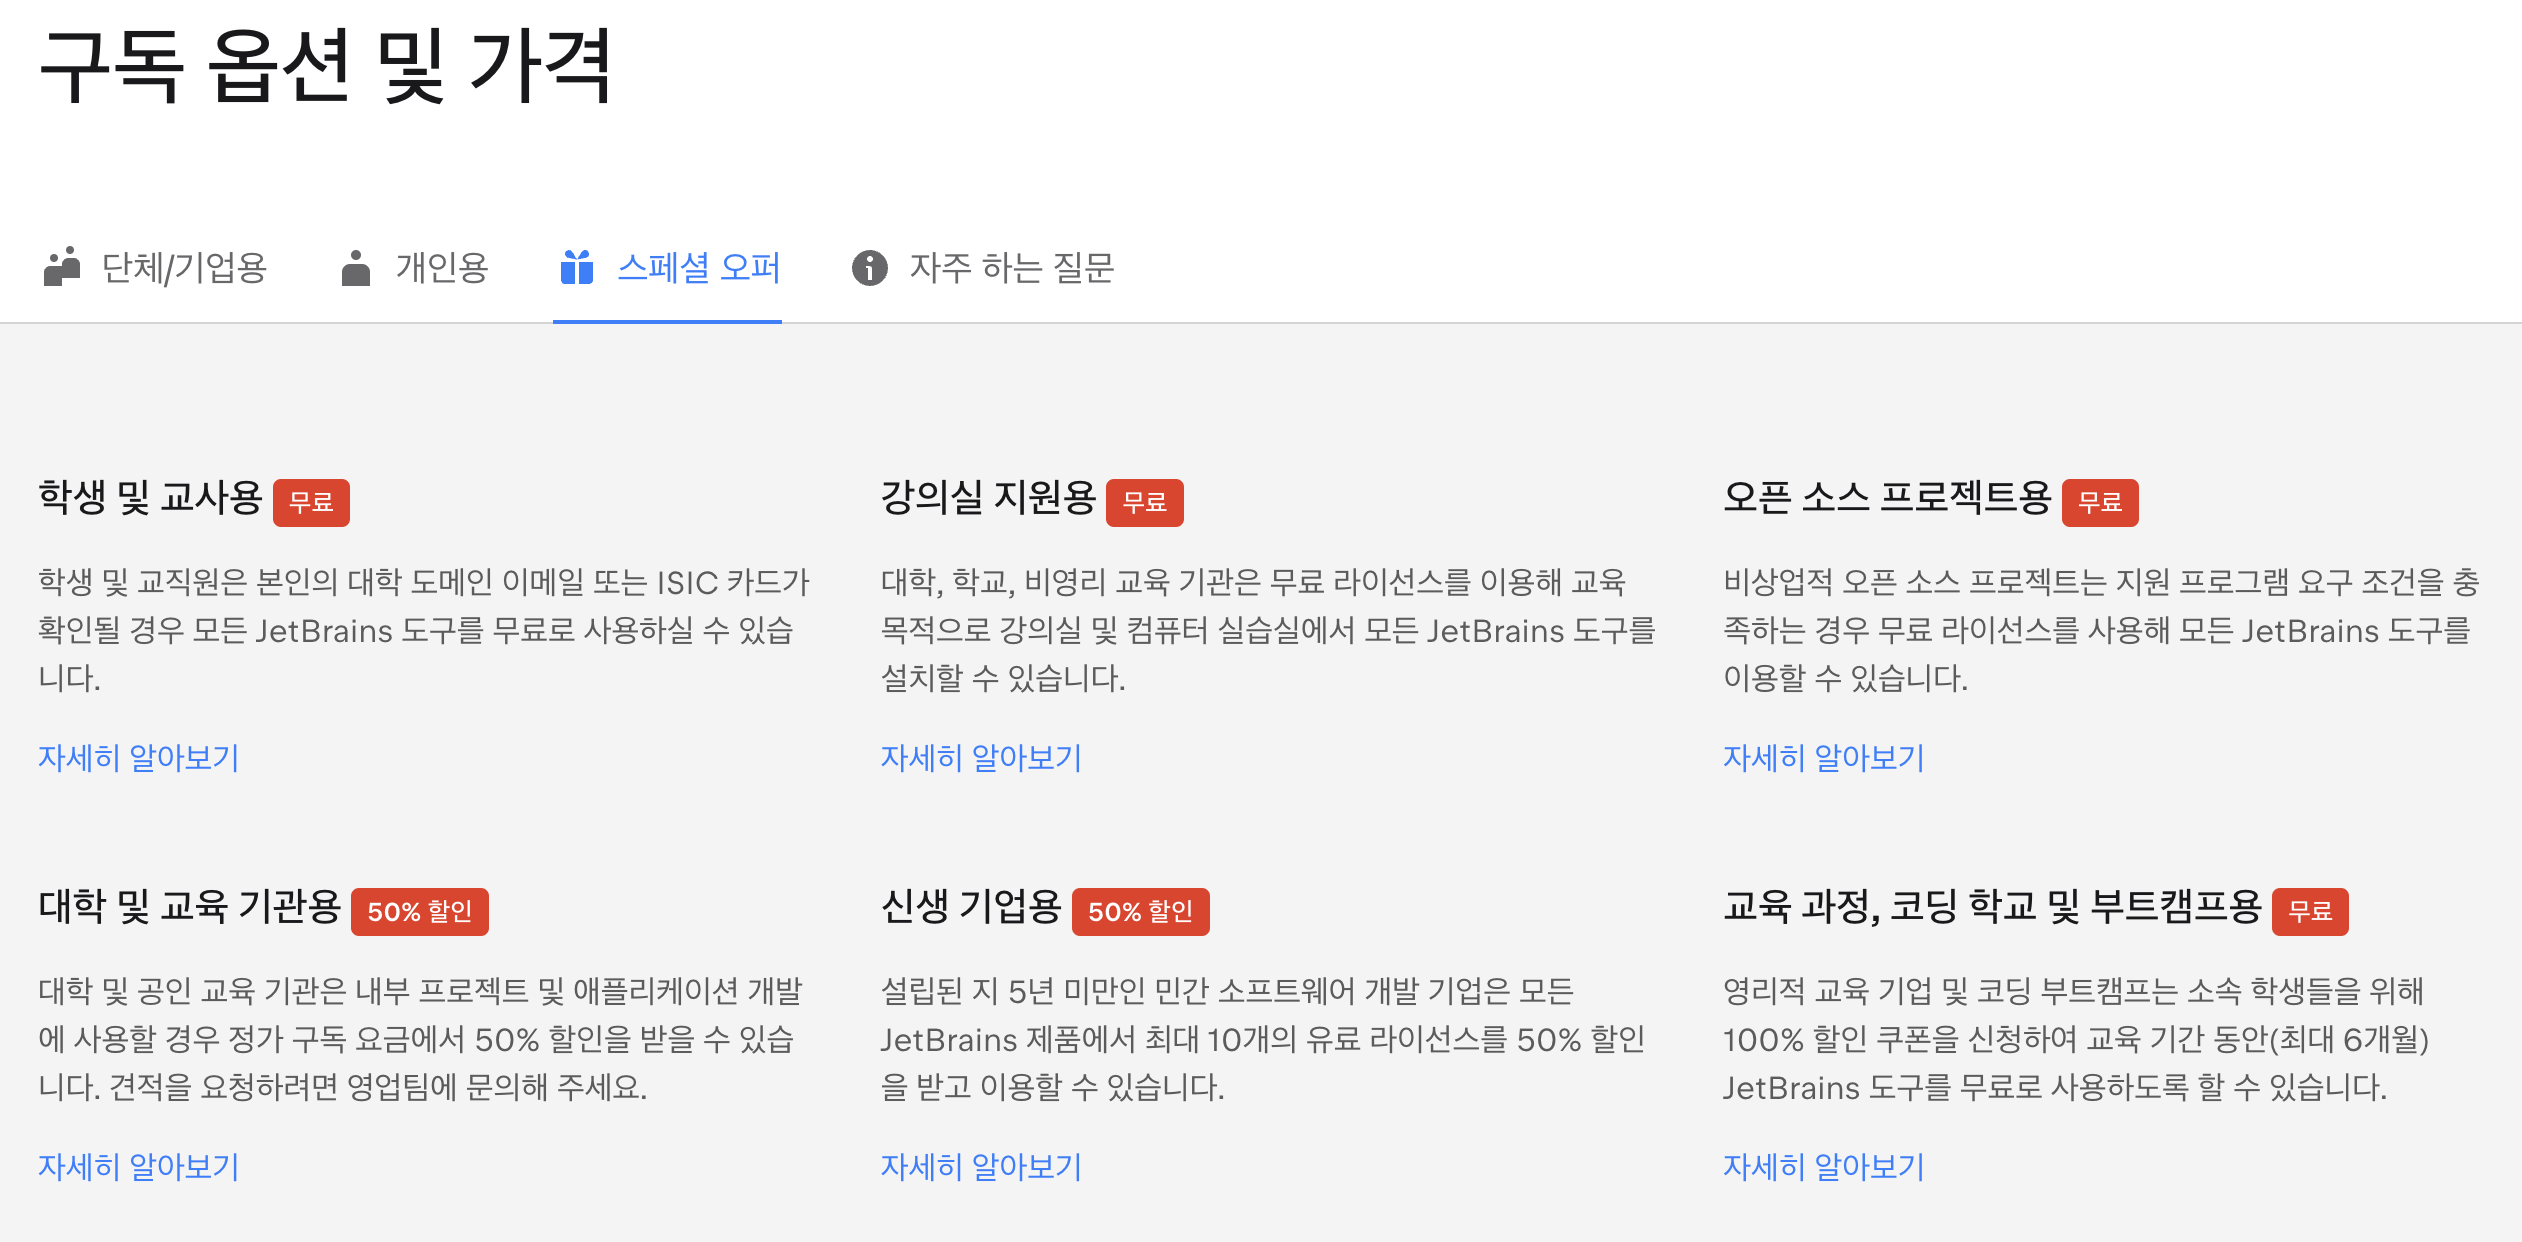 구독 옵션 및 가격
단체/기업용
개인용
스페셜 오퍼
자주 하는 질문
학생 및 교사용 무료
학생 및 교직원은 본인의 대학 도메인 이메일 또는 ISIC 카드가
확인될 경우 모든 JetBrains 도구를 무료로 사용하실 수 있습
니다.
자세히 알아보기
강의실 지원용 무료
대학, 학교, 비영리 교육 기관은 무료 라이선스를 이용해 교육
목적으로 강의실 및 컴퓨터 실습실에서 모든 JetBrains 도구를
설치할 수 있습니다.
자세히 알아보기
오픈 소스 프로젝트용 무료
비상업적 오픈 소스 프로젝트는 지원 프로그램 요구 조건을 충
족하는 경우 무료 라이선스를 사용해 모든 JetBrains 도구를
이용할 수 있습니다.
자세히 알아보기
대학 및 교육 기관용 50% 할인
대학 및 공인 교육 기관은 내부 프로젝트 및 애플리케이션 개발
에 사용할 경우 정가 구독 요금에서 50% 할인을 받을 수 있습
니다. 견적을 요청하려면 영업팀에 문의해 주세요.
자세히 알아보기
신생 기업용 50% 할인
설립된 지 5년 미만인 민간 소프트웨어 개발 기업은 모든
JetBrains 제품에서 최대 10개의 유료 라이선스를 50% 할인
을 받고 이용할 수 있습니다.
자세히 알아보기
교육 과정, 코딩 학교 및 부트캠프용 무료
영리적 교육 기업 및 코딩 부트캠프는 소속 학생들을 위해
100% 할인 쿠폰을 신청하여 교육 기간 동안(최대 6개월)
JetBrains 도구를 무료로 사용하도록 할 수 있습니다.
자세히 알아보기